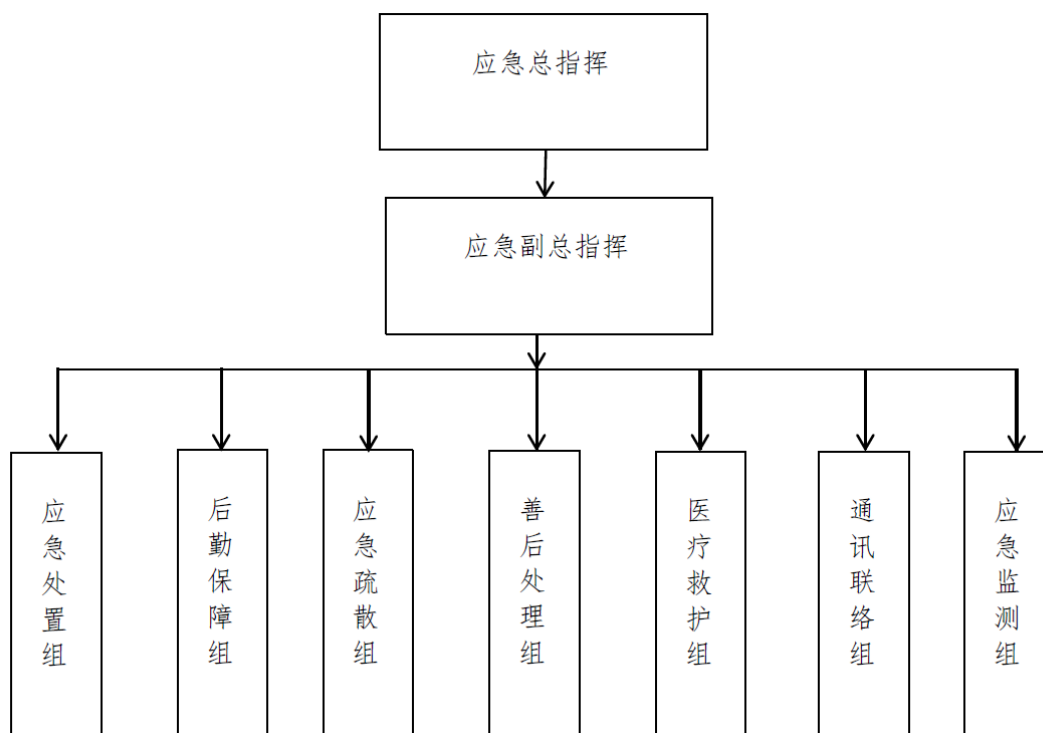 应急总指挥
应急副总指挥
应急处置组
后勤保障组
应急疏散组
善后处理组
医疗救护组
通讯联络组
应急监测组